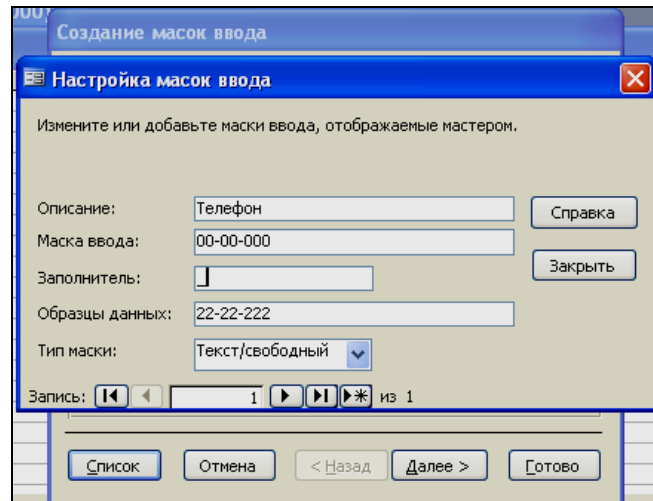 000)
Создание масок ввода
Настройка масок ввода
Измените или добавьте маски ввода, отображаемые мастером.
Описание: Телефон Справка
Маска ввода: 00-00-000
Заполнитель: _ Закрыть
Образцы данных: 22-22-222
Тип маски: Текст/свободный
Запись: 1 из 1
Список Отмена < Назад Далее > Готово